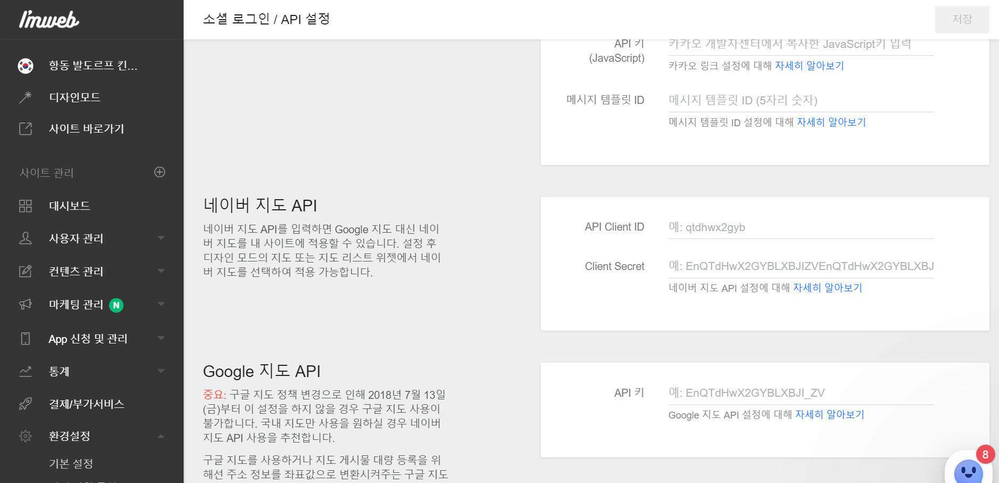 I'mweb
소셜 로그인 / API 설정
저장
항동 발도르프 킨...
디자인모드
사이트 바로가기
사이트 관리
대시보드
사용자 관리
컨텐츠 관리
마케팅 관리 N
App 신청 및 관리
통계
결제/부가서비스
환경설정
기본 설정
API 키
(JavaScript)
카카오 개발자센터에서 복사한 JavaScript키 입력
카카오 링크 설정에 대해 자세히 알아보기
메시지 템플릿 ID
메시지 템플릿 ID (5자리 숫자)
메시지 템플릿 ID 설정에 대해 자세히 알아보기
네이버 지도 API
네이버 지도 API를 입력하면 Google 지도 대신 네이
버 지도를 내 사이트에 적용할 수 있습니다. 설정 후
디자인 모드의 지도 또는 지도 리스트 위젯에서 네이
버 지도를 선택하여 적용 가능합니다.
API Client ID
예: qtdhwx2gyb
Client Secret
예: EnQTdHwX2GYBLXBJIZVEnQTdHwX2GYBLXBJ
네이버 지도 API 설정에 대해 자세히 알아보기
Google 지도 API
중요: 구글 지도 정책 변경으로 인해 2018년 7월 13일
(금)부터 이 설정을 하지 않을 경우 구글 지도 사용이
불가합니다. 국내 지도만 사용을 원하실 경우 네이버
지도 API 사용을 추천합니다.
구글 지도를 사용하거나 지도 게시물 대량 등록을 위
해선 주소 정보를 좌표값으로 변환시켜주는 구글 지도
API 키
예: EnQTdHwX2GYBLXBJI_ZV
Google 지도 API 설정에 대해 자세히 알아보기
8